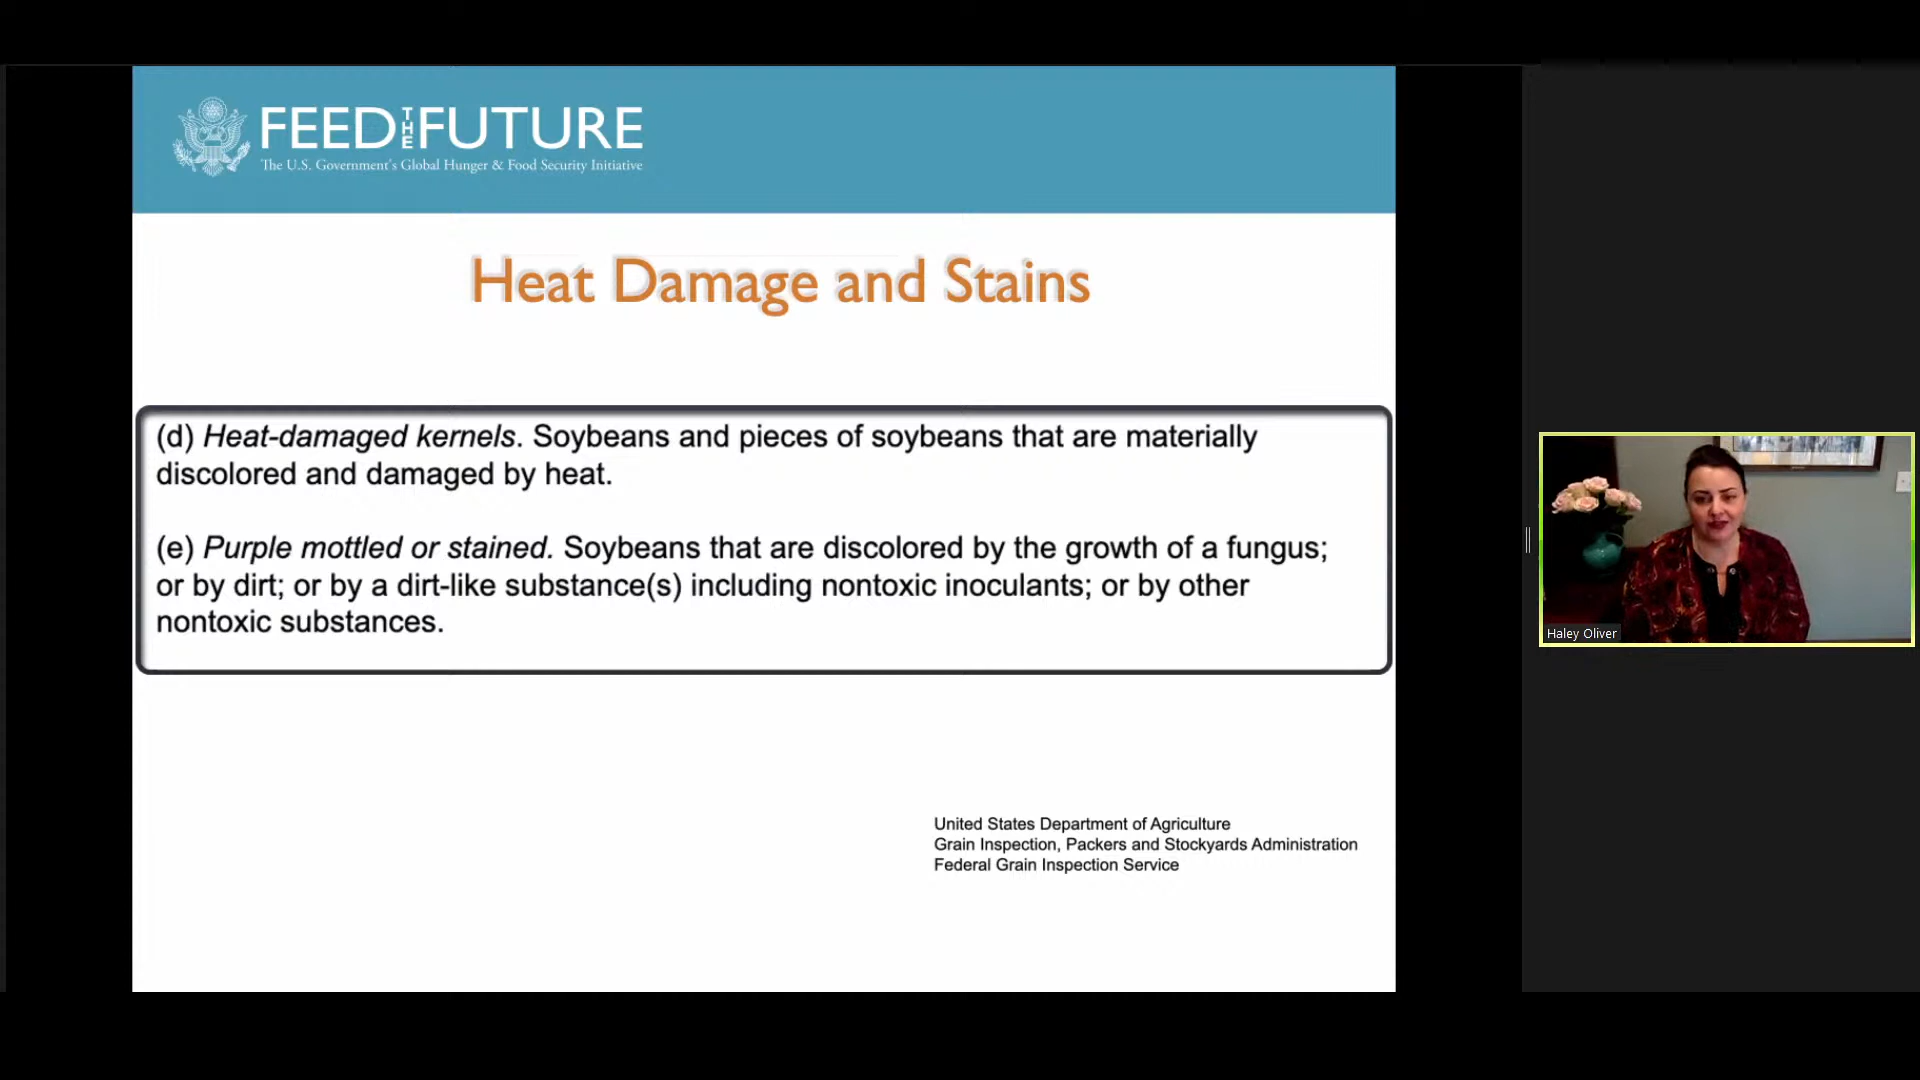 FEED THE FUTURE
The U.S. Government's Global Hunger & Food Security Initiative
Heat Damage and Stains
(d) Heat-damaged kernels. Soybeans and pieces of soybeans that are materially
discolored and damaged by heat.
(e) Purple mottled or stained. Soybeans that are discolored by the growth of a fungus;
or by dirt; or by a dirt-like substance(s) including nontoxic inoculants; or by other
nontoxic substances.
Haley Oliver
United States Department of Agriculture
Grain Inspection, Packers and Stockyards Administration
Federal Grain Inspection Service